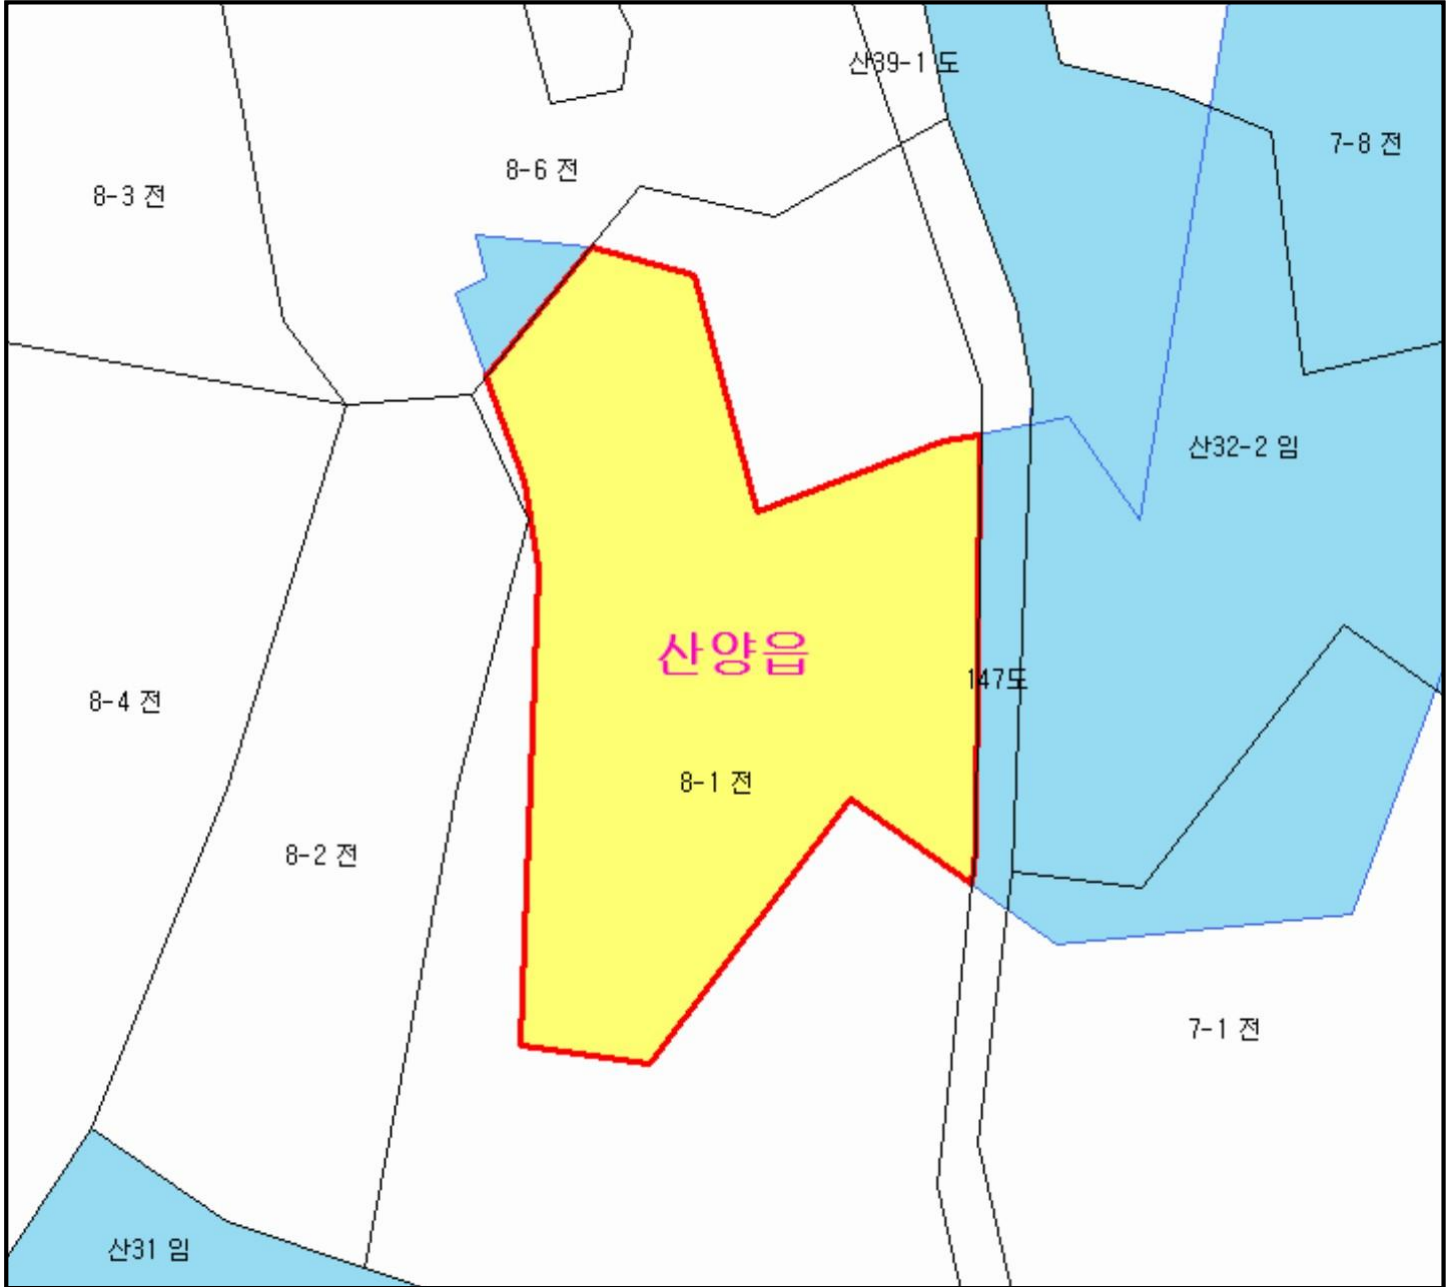 산39-1 도
7-8 전
8-6 전
8-3 전
산32-2 임
산양읍
147도
8-4 전
8-1 전
8-2 전
7-1 전
산31 임